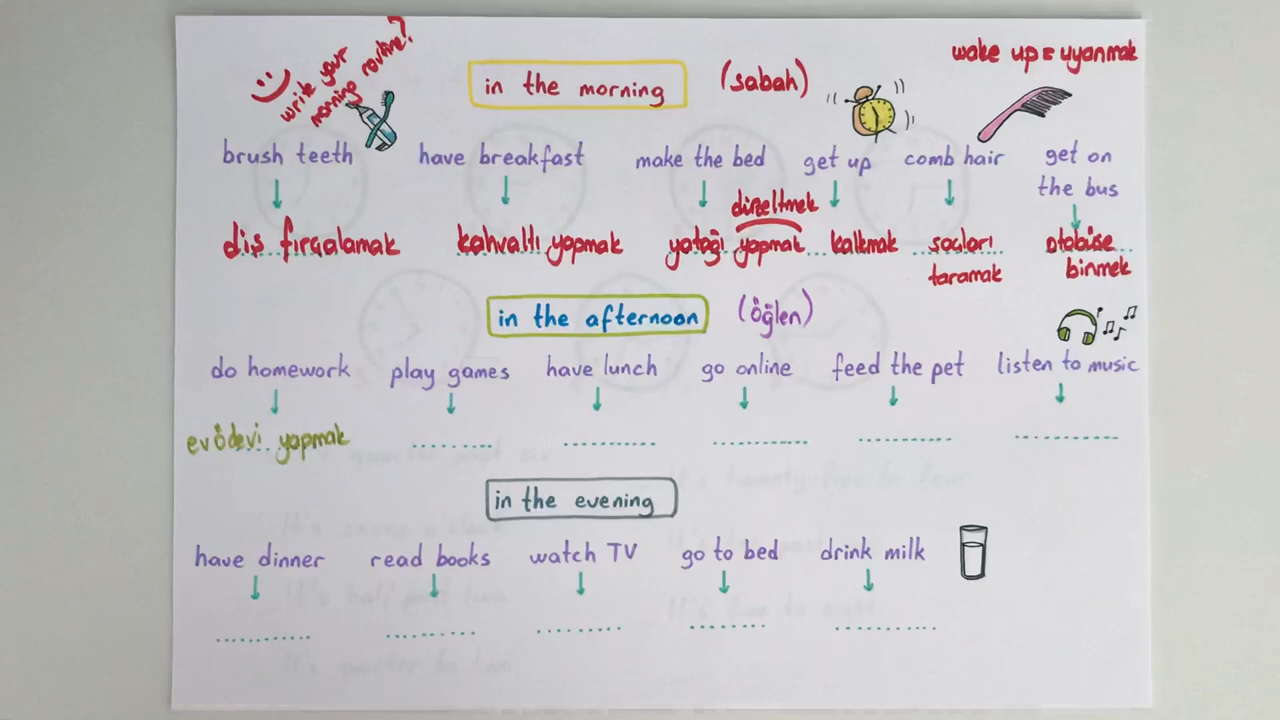 write your
morning routine?
in the morning (sabah)
wake up = uyanmak
brush teeth have breakfast make the bed get up comb hair get on
the bus
düzeltmek
diş fırçalamak kahvaltı yapmak yatağı yapmak kalkmak saçları otobüse
taramak binmek
in the afternoon (öğlen)
do homework play games have lunch go online feed the pet listen to music
ev ödevi yapmak
in the evening
have dinner read books watch TV go to bed drink milk